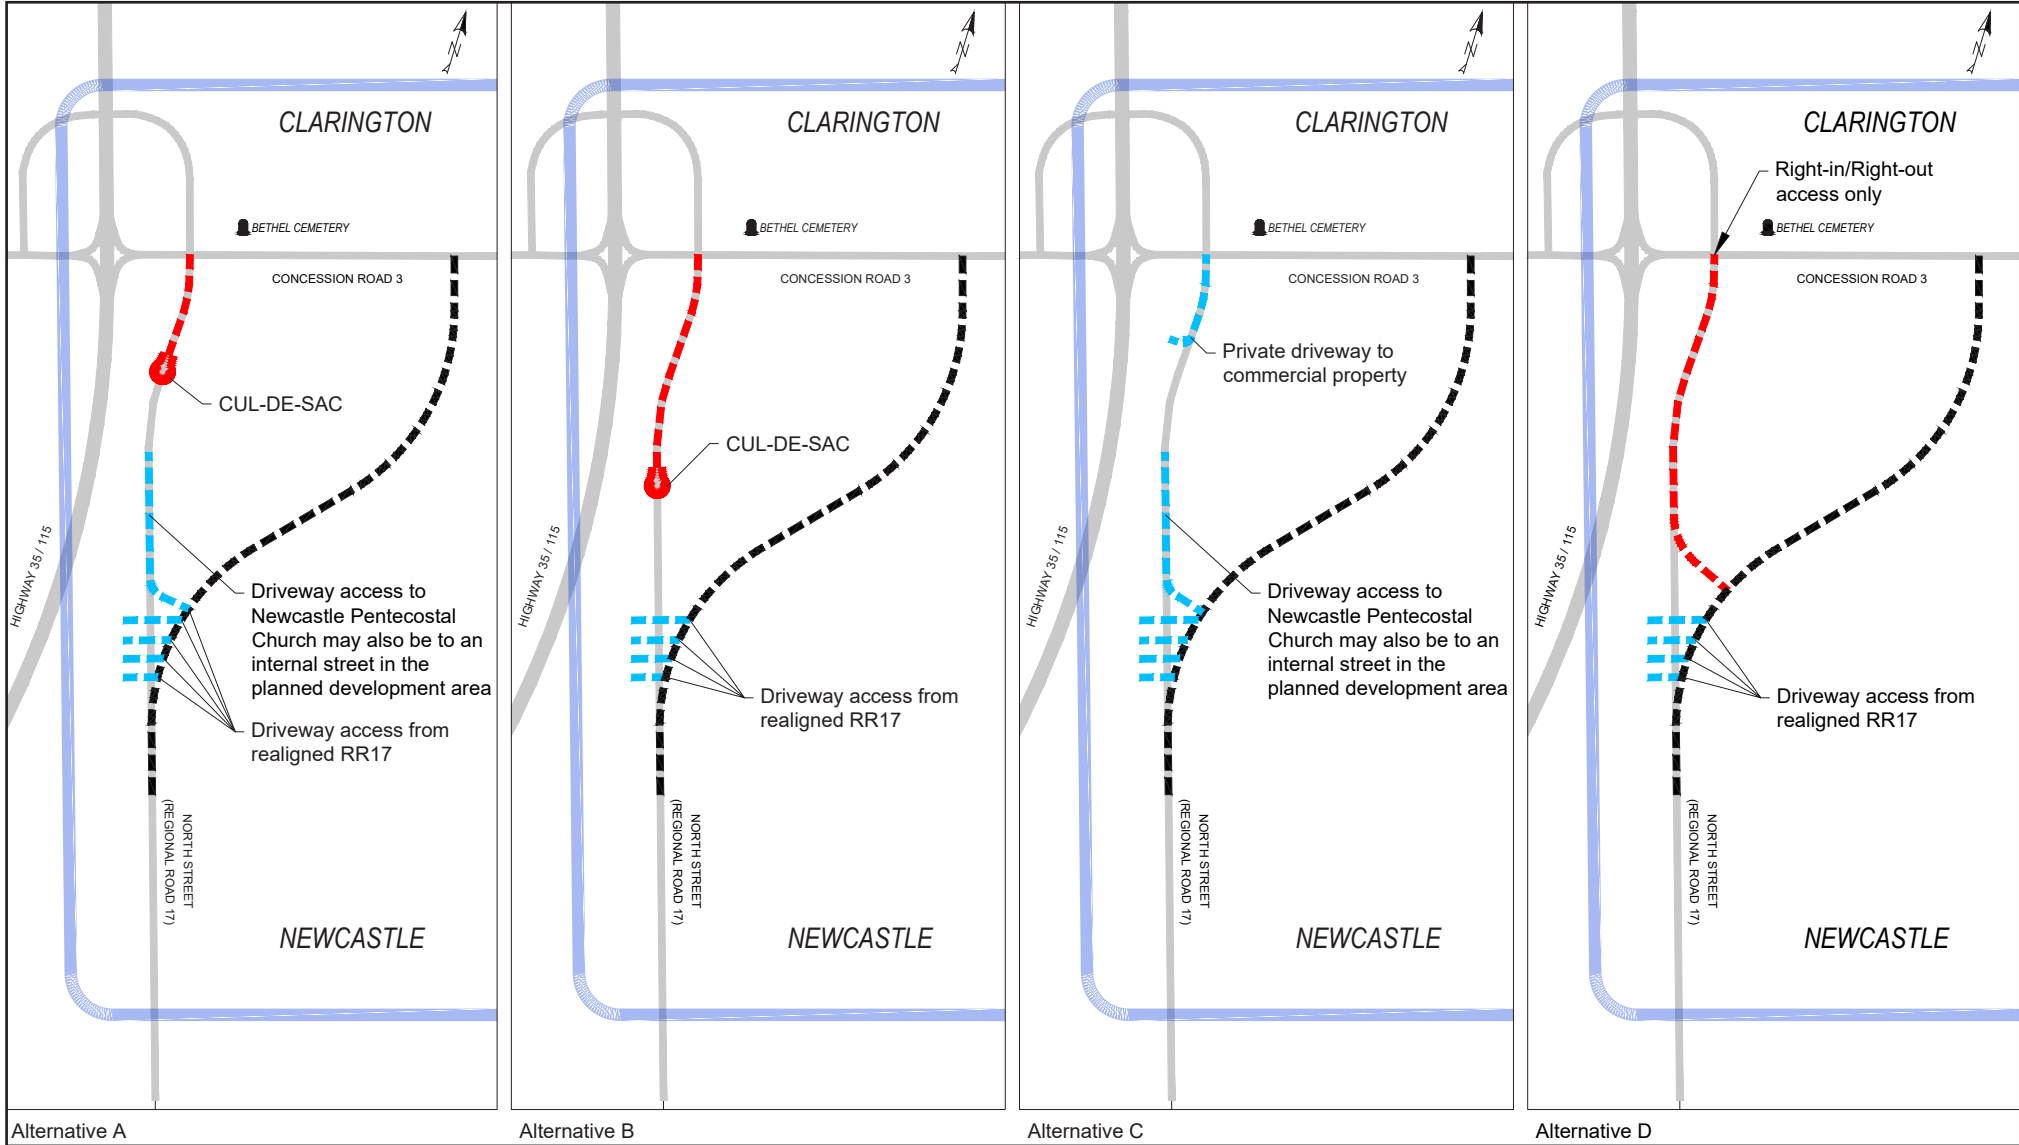 N
CLARINGTON
BETHEL CEMETERY
CONCESSION ROAD 3
CUL-DE-SAC
HIGHWAY 35 / 115
Driveway access to
Newcastle Pentecostal
Church may also be to an
internal street in the
planned development area
Driveway access from
realigned RR17
NORTH STREET
(REGIONAL ROAD 17)
NEWCASTLE
Alternative A
N
CLARINGTON
BETHEL CEMETERY
CONCESSION ROAD 3
CUL-DE-SAC
HIGHWAY 35 / 115
Driveway access from
realigned RR17
NORTH STREET
(REGIONAL ROAD 17)
NEWCASTLE
Alternative B
N
CLARINGTON
BETHEL CEMETERY
CONCESSION ROAD 3
Private driveway to
commercial property
HIGHWAY 35 / 115
Driveway access to
Newcastle Pentecostal
Church may also be to an
internal street in the
planned development area
NORTH STREET
(REGIONAL ROAD 17)
NEWCASTLE
Alternative C
N
CLARINGTON
Right-in/Right-out
access only
BETHEL CEMETERY
CONCESSION ROAD 3
HIGHWAY 35 / 115
Driveway access from
realigned RR17
NORTH STREET
(REGIONAL ROAD 17)
NEWCASTLE
Alternative D